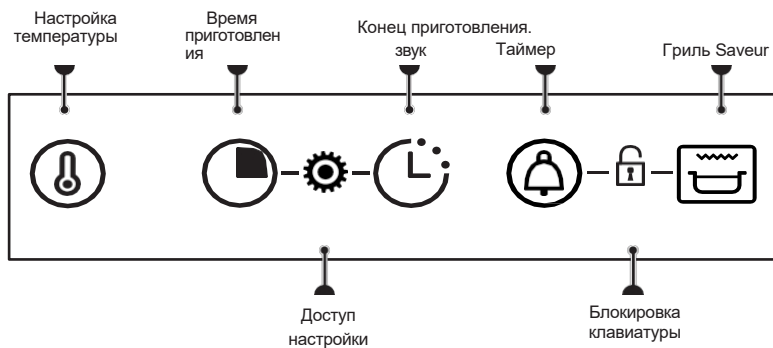 Настройка
температуры
Время
приготовлен
ия
Конец приготовления.
звук
Таймер
Гриль Saveur
Доступ
настройки
Блокировка
клавиатуры